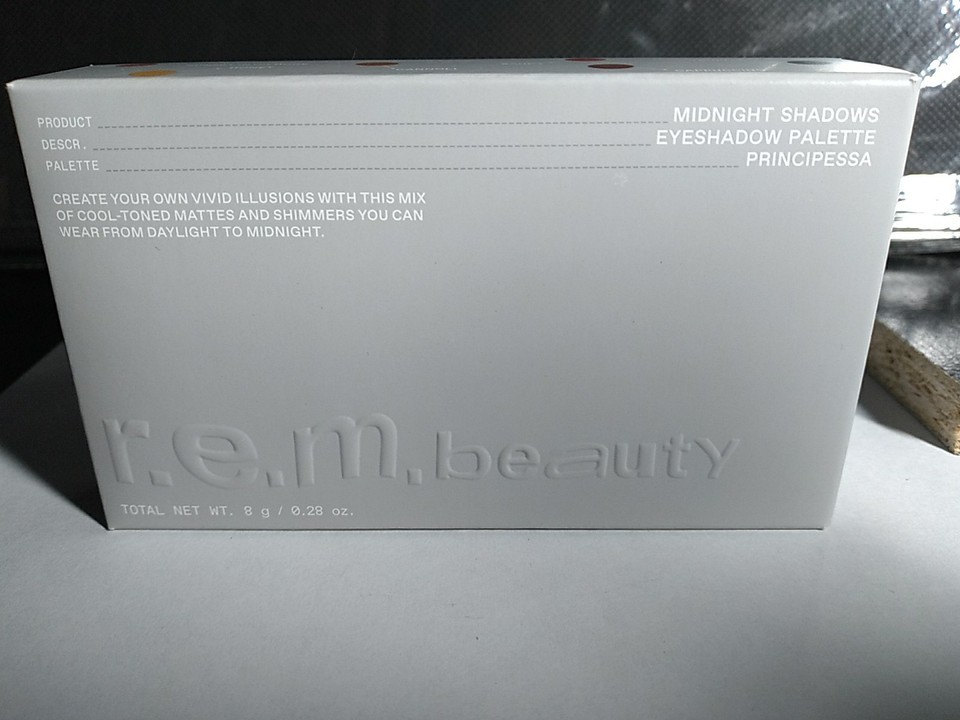 PRODUCT MIDNIGHT SHADOWS
DESCR. EYESHADOW PALETTE
PALETTE PRINCIPESSA
CREATE YOUR OWN VIVID ILLUSIONS WITH THIS MIX
OF COOL-TONED MATTES AND SHIMMERS YOU CAN
WEAR FROM DAYLIGHT TO MIDNIGHT.
r.e.m.beauty
TOTAL NET WT. 8 g / 0.28 oz.